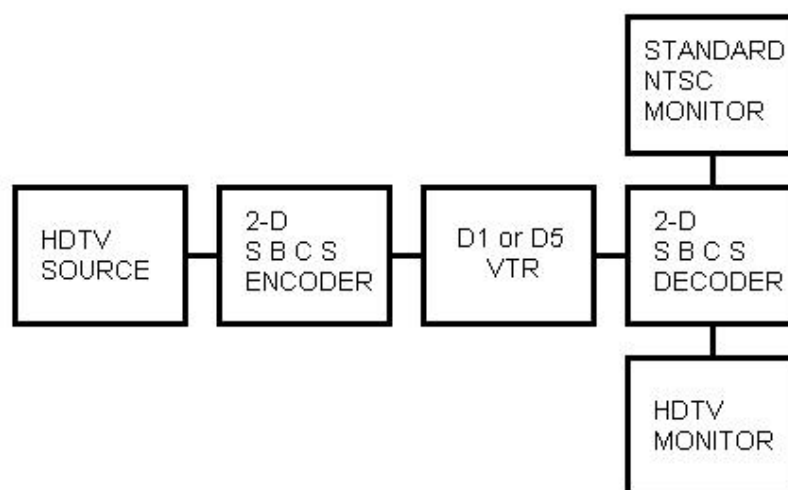 STANDARD
NTSC
MONITOR
HDTV
SOURCE
2-D
S B C S
ENCODER
D1 or D5
VTR
2-D
S B C S
DECODER
HDTV
MONITOR